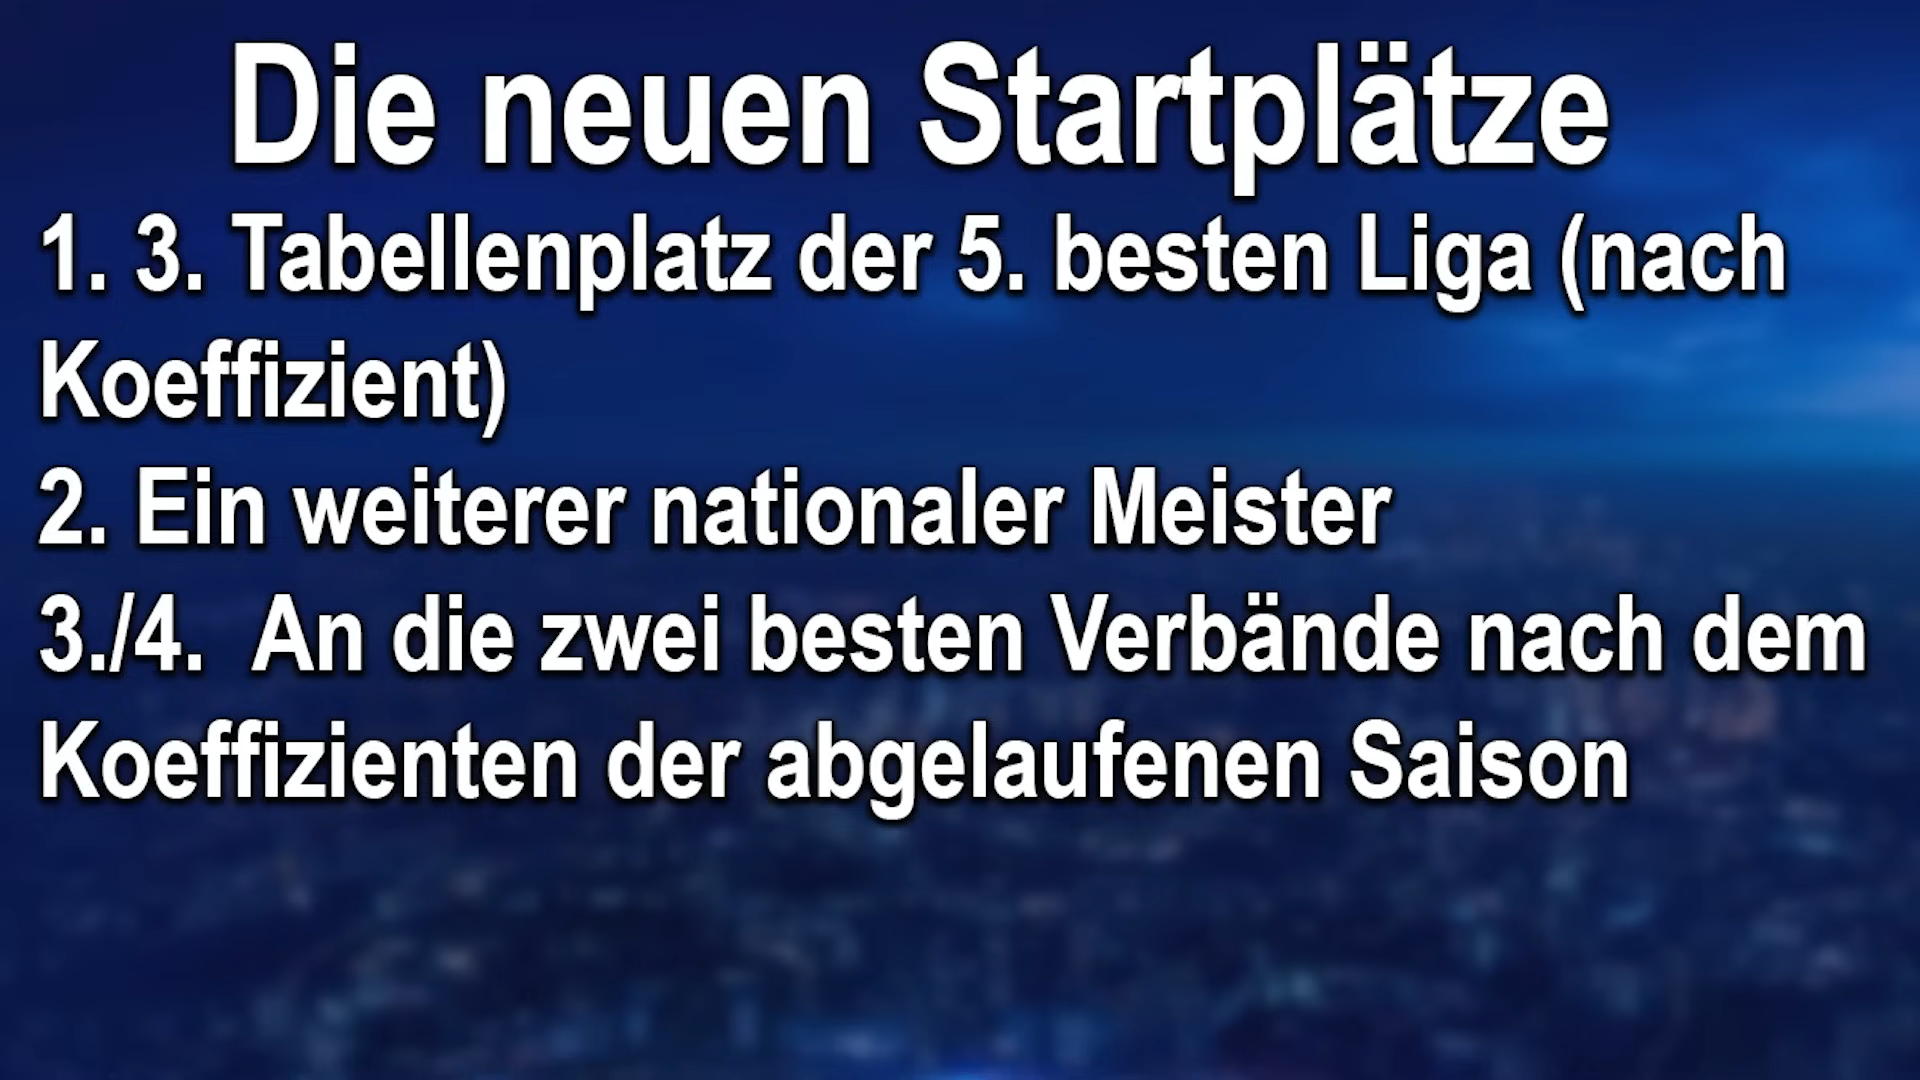 Die neuen Startplätze
1. 3. Tabellenplatz der 5. besten Liga (nach
Koeffizient)
2. Ein weiterer nationaler Meister
3./4.  An die zwei besten Verbände nach dem
Koeffizienten der abgelaufenen Saison